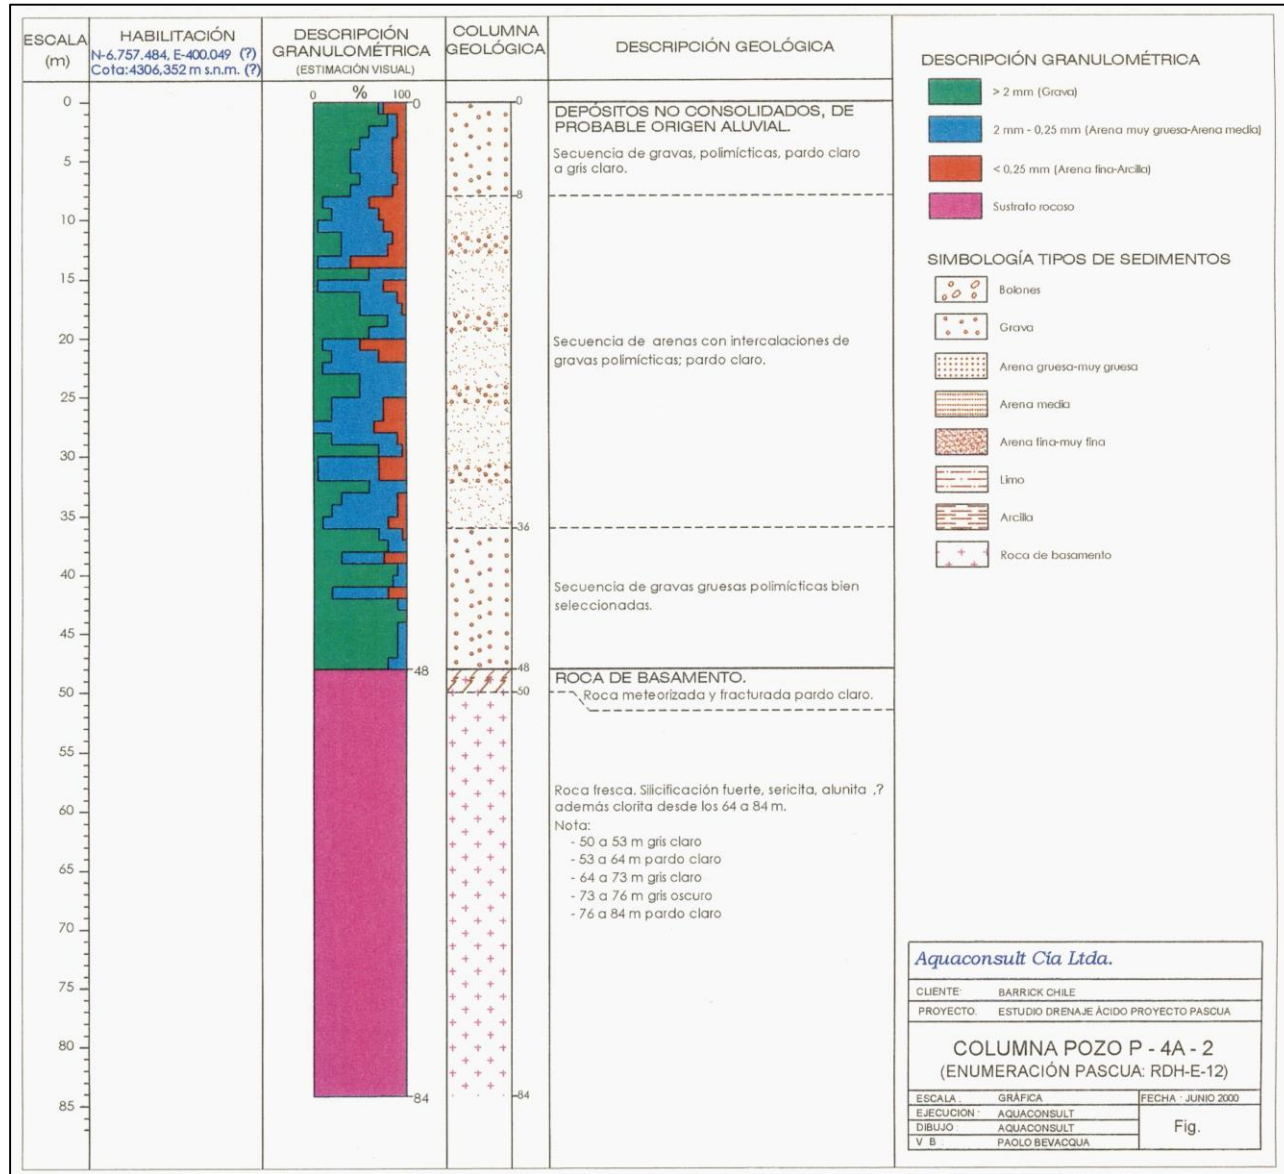 ESCALA
(m)
HABILITACIÓN
N-6.757.484, E-400.049 (?)
Cota:4306,352 m s.n.m. (?)
DESCRIPCIÓN
GRANULOMÉTRICA
(ESTIMACIÓN VISUAL)
COLUMNA
GEOLÓGICA
DESCRIPCIÓN GEOLÓGICA
0
5
10
15
20
25
30
35
40
45
50
55
60
65
70
75
80
85
0 % 100
0
48
84
0
8
36
48
50
84
DEPÓSITOS NO CONSOLIDADOS, DE
PROBABLE ORIGEN ALUVIAL.
Secuencia de gravas, polimícticas, pardo claro
a gris claro.
Secuencia de arenas con intercalaciones de
gravas polimícticas; pardo claro.
Secuencia de gravas gruesas polimícticas bien
seleccionadas.
ROCA DE BASAMENTO.
Roca meteorizada y fracturada pardo claro.
Roca fresca. Silicificación fuerte, sericita, alunita ,?
además clorita desde los 64 a 84 m.
Nota:
- 50 a 53 m gris claro
- 53 a 64 m pardo claro
- 64 a 73 m gris claro
- 73 a 76 m gris oscuro
- 76 a 84 m pardo claro
DESCRIPCIÓN GRANULOMÉTRICA
> 2 mm (Grava)
2 mm - 0,25 mm (Arena muy gruesa-Arena media)
< 0,25 mm (Arena fina-Arcilla)
Sustrato rocoso
SIMBOLOGÍA TIPOS DE SEDIMENTOS
Bolones
Grava
Arena gruesa-muy gruesa
Arena media
Arena fina-muy fina
Limo
Arcilla
Roca de basamento
Aquaconsult Cía Ltda.
CLIENTE: BARRICK CHILE
PROYECTO. ESTUDIO DRENAJE ÁCIDO PROYECTO PASCUA
COLUMNA POZO P - 4A - 2
(ENUMERACIÓN PASCUA: RDH-E-12)
ESCALA : GRÁFICA
FECHA : JUNIO 2000
EJECUCION : AQUACONSULT
DIBUJO : AQUACONSULT
V B : PAOLO BEVACQUA
Fig.